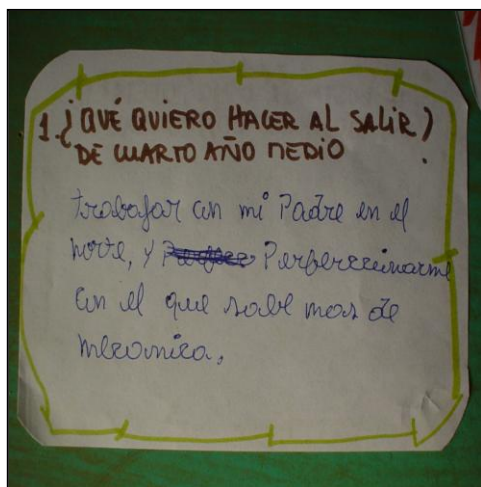 1. ¿QUÉ QUIERO HACER AL SALIR?
DE CUARTO AÑO MEDIO
trabajar con mi Padre en el
norte, y Perfereccinarme
con el que sabe mas de
mecanica.